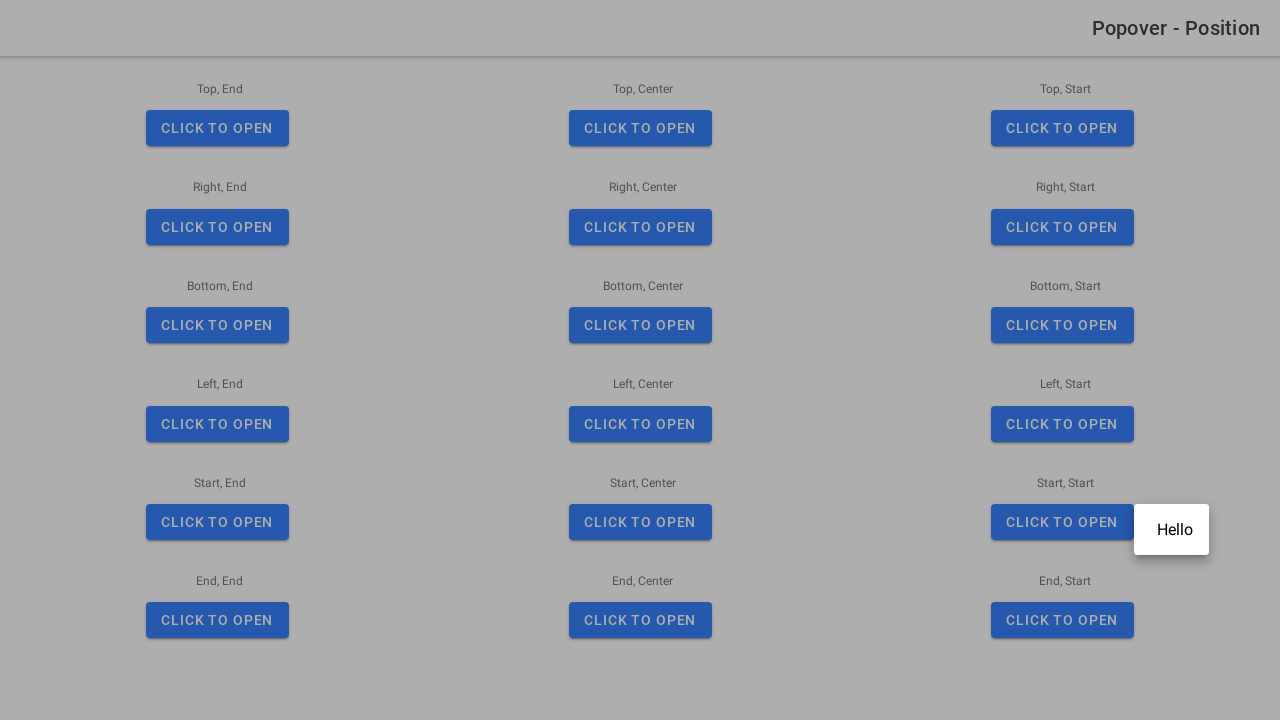 Popover - Position
Top, End
Top, Center
Top, Start
CLICK TO OPEN
CLICK TO OPEN
CLICK TO OPEN
Right, End
Right, Center
Right, Start
CLICK TO OPEN
CLICK TO OPEN
CLICK TO OPEN
Bottom, End
Bottom, Center
Bottom, Start
CLICK TO OPEN
CLICK TO OPEN
CLICK TO OPEN
Left, End
Left, Center
Left, Start
CLICK TO OPEN
CLICK TO OPEN
CLICK TO OPEN
Start, End
Start, Center
Start, Start
CLICK TO OPEN
CLICK TO OPEN
CLICK TO OPEN
Hello
End, End
End, Center
End, Start
CLICK TO OPEN
CLICK TO OPEN
CLICK TO OPEN